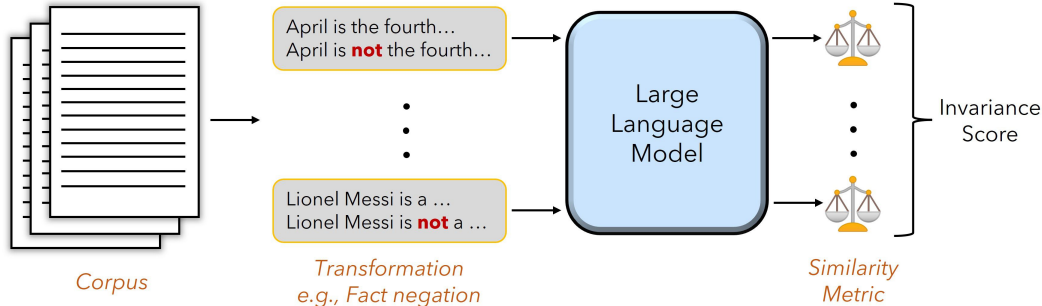 April is the fourth...
April is not the fourth...
Lionel Messi is a ...
Lionel Messi is not a ...
Large
Language
Model
Invariance
Score
Corpus
Transformation
e.g., Fact negation
Similarity
Metric